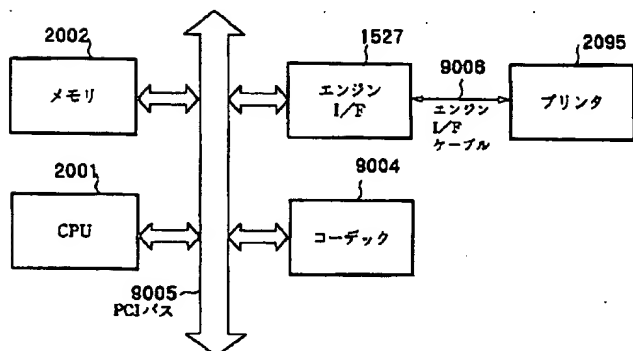 2002
メモリ
1527
エンジン
I/F
9006
エンジン
I/F
ケーブル
2095
プリンタ
2001
CPU
9004
コーデック
9005
PCIバス